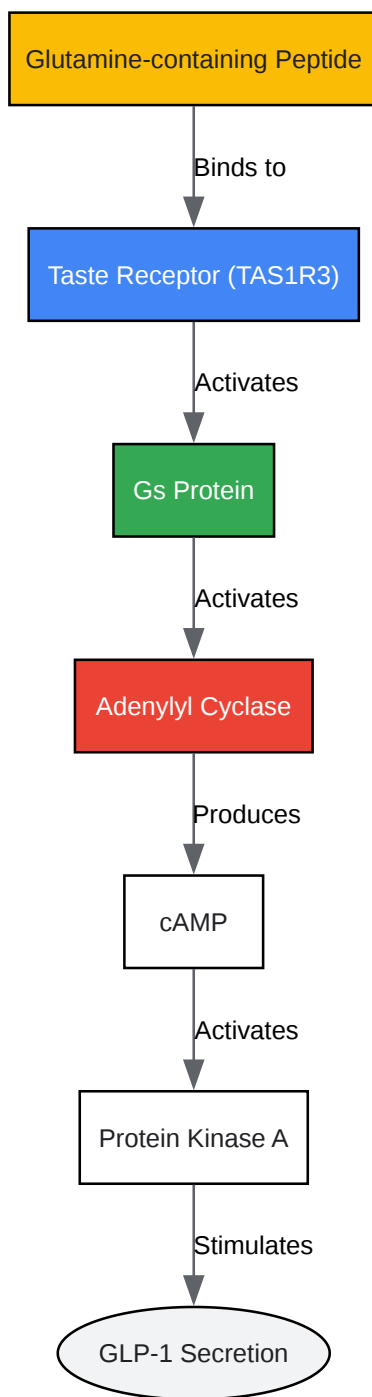 Glutamine-containing Peptide
Binds to
Taste Receptor (TAS1R3)
Activates
Gs Protein
Activates
Adenylyl Cyclase
Produces
cAMP
Activates
Protein Kinase A
Stimulates
GLP-1 Secretion